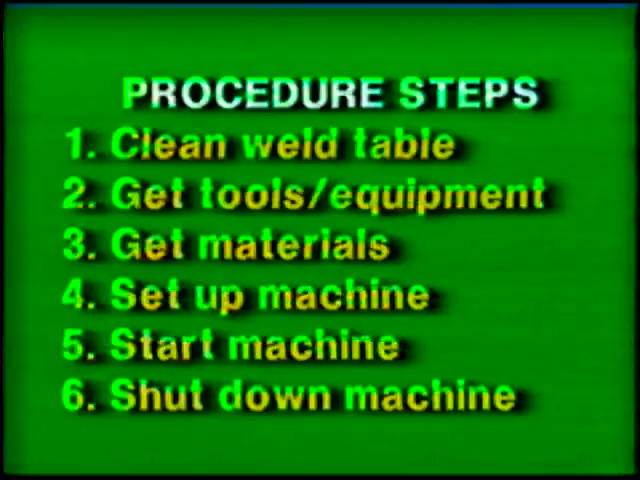 PROCEDURE STEPS
1. Clean weld table
2. Get tools/equipment
3. Get materials
4. Set up machine
5. Start machine
6. Shut down machine